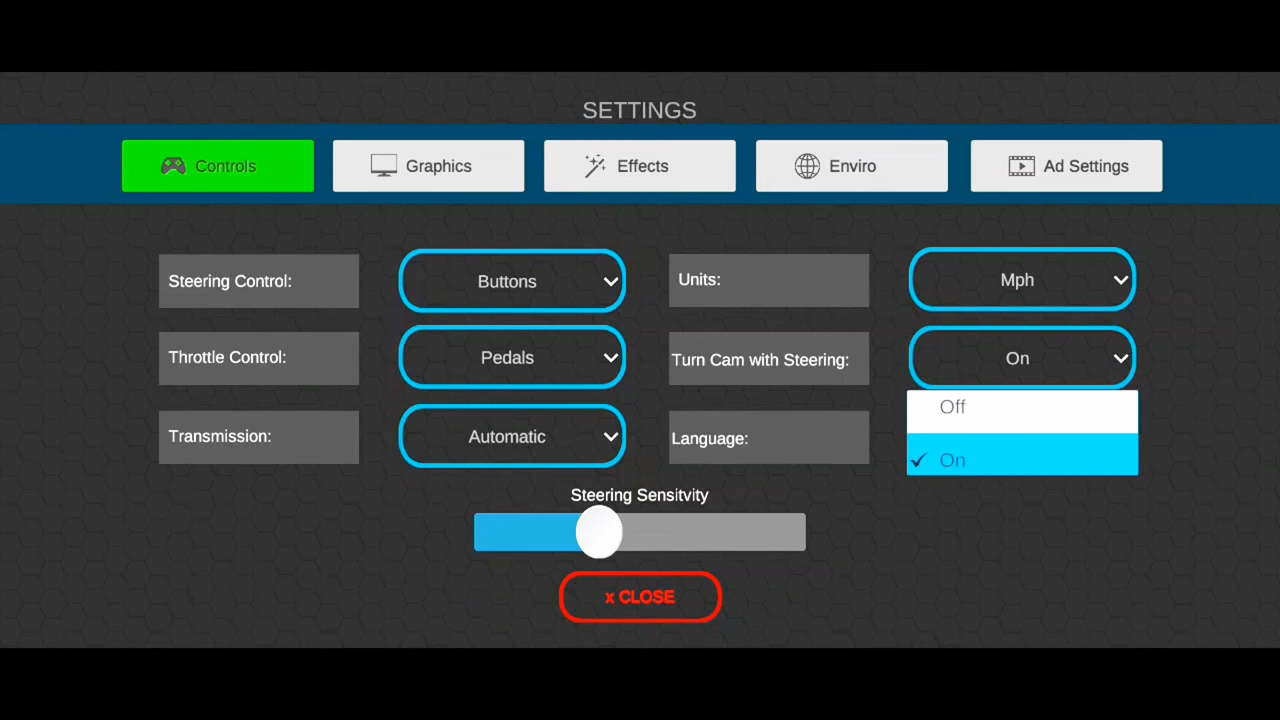 SETTINGS
Controls
Graphics
Effects
Enviro
Ad Settings
Steering Control:
Buttons
Units:
Mph
Throttle Control:
Pedals
Turn Cam with Steering:
On
Off
Transmission:
Automatic
Language:
On
Steering Sensitvity
x CLOSE